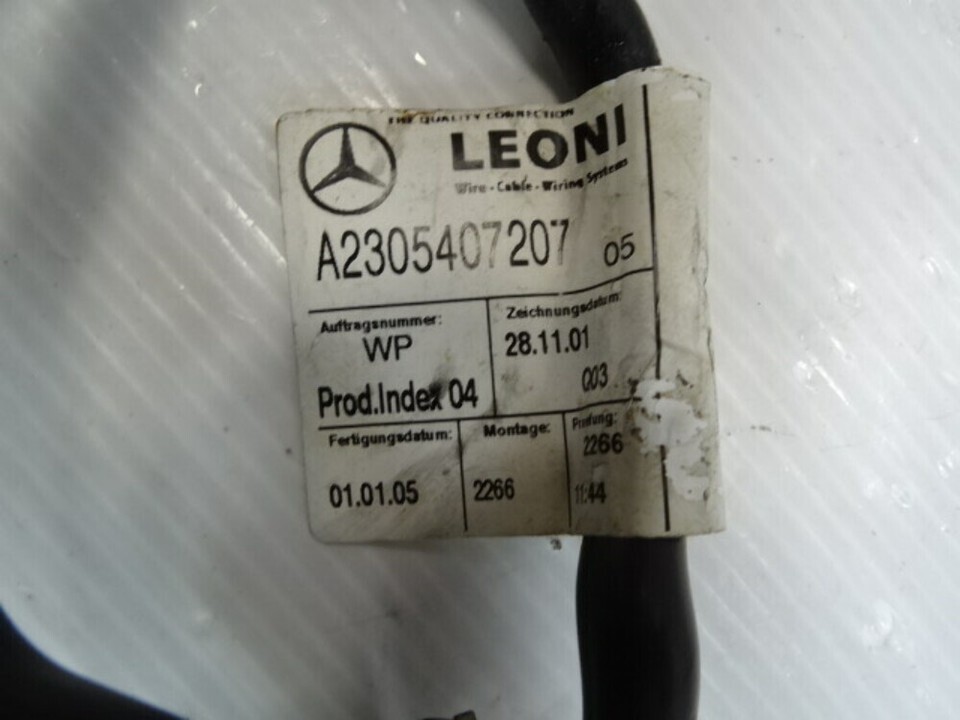 THE QUALITY CONNECTION
LEONI
Wire - Cable - Wiring Systems
A2305407207 05
Auftragsnummer:
WP
Prod.Index 04
Zeichnungsdatum:
28.11.01
003
Fertigungsdatum:
01.01.05
Montage:
2266
Prüfung:
2266
11:44